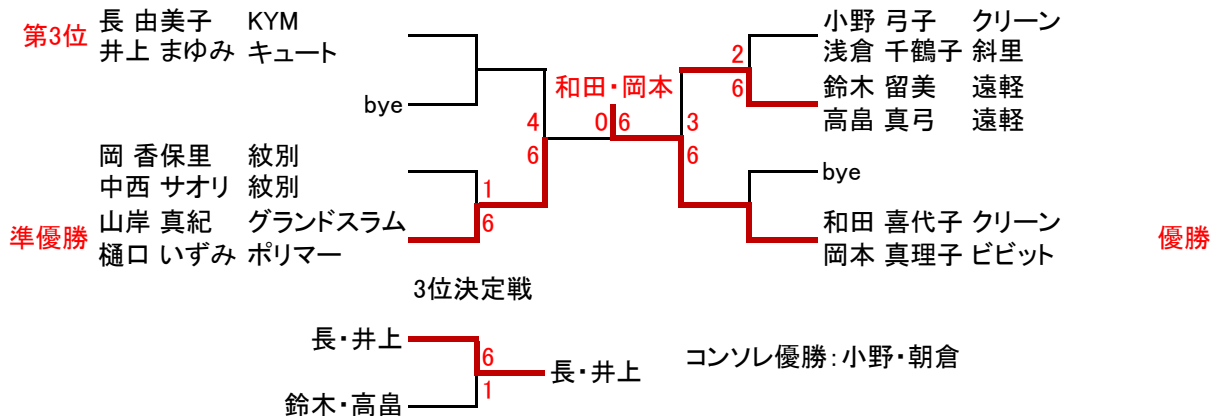 第3位
長 由美子 KYM
井上 まゆみ キュート
bye
岡 香保里 紋別
中西 サオリ 紋別
準優勝
山岸 真紀 グランドスラム
樋口 いずみ ポリマー
4
6
1
6
和田・岡本
0 6
小野 弓子 クリーン
浅倉 千鶴子 斜里
鈴木 留美 遠軽
高畠 真弓 遠軽
2
6
3
6
bye
和田 喜代子 クリーン
岡本 真理子 ビビット
優勝
3位決定戦
長・井上
鈴木・高畠
6
1
長・井上
コンソレ優勝:小野・朝倉